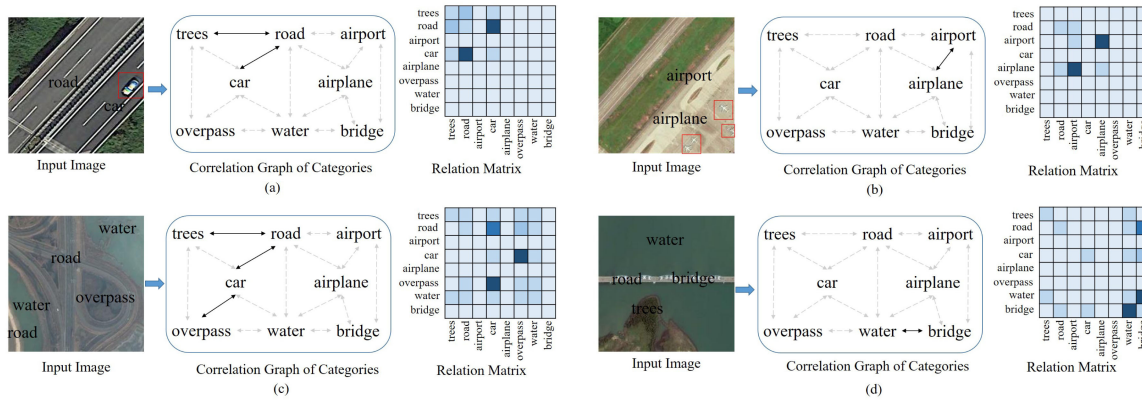 road
car
Input Image
trees
road
airport
car
airplane
overpass
water
bridge
Correlation Graph of Categories
(a)
trees
road
airport
car
airplane
overpass
water
bridge
trees
road
airport
car
airplane
overpass
water
bridge
Relation Matrix
airport
airplane
Input Image
trees
road
airport
car
airplane
overpass
water
bridge
Correlation Graph of Categories
(b)
trees
road
airport
car
airplane
overpass
water
bridge
trees
road
airport
car
airplane
overpass
water
Relation Matrix
water
road
water
overpass
road
Input Image
trees
road
airport
car
airplane
overpass
water
bridge
Correlation Graph of Categories
(c)
trees
road
airport
car
airplane
overpass
water
bridge
trees
road
airport
car
airplane
overpass
water
bridge
Relation Matrix
water
road
bridge
trees
Input Image
trees
road
airport
car
airplane
overpass
water
bridge
Correlation Graph of Categories
(d)
trees
road
airport
car
airplane
overpass
water
bridge
trees
road
airport
car
airplane
overpass
water
Relation Matrix